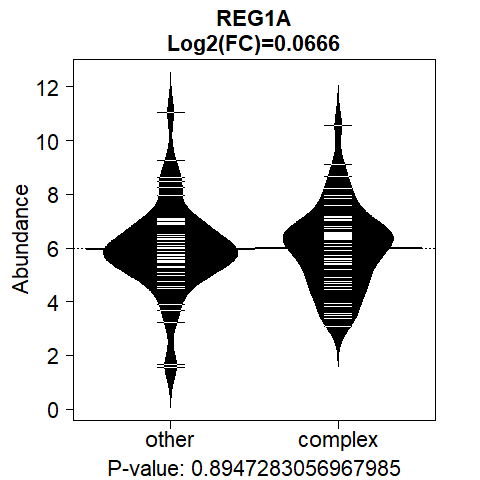 REG1A
Log2(FC)=0.0666
Abundance
12
10
8
6
4
2
0
other complex
P-value: 0.8947283056967985